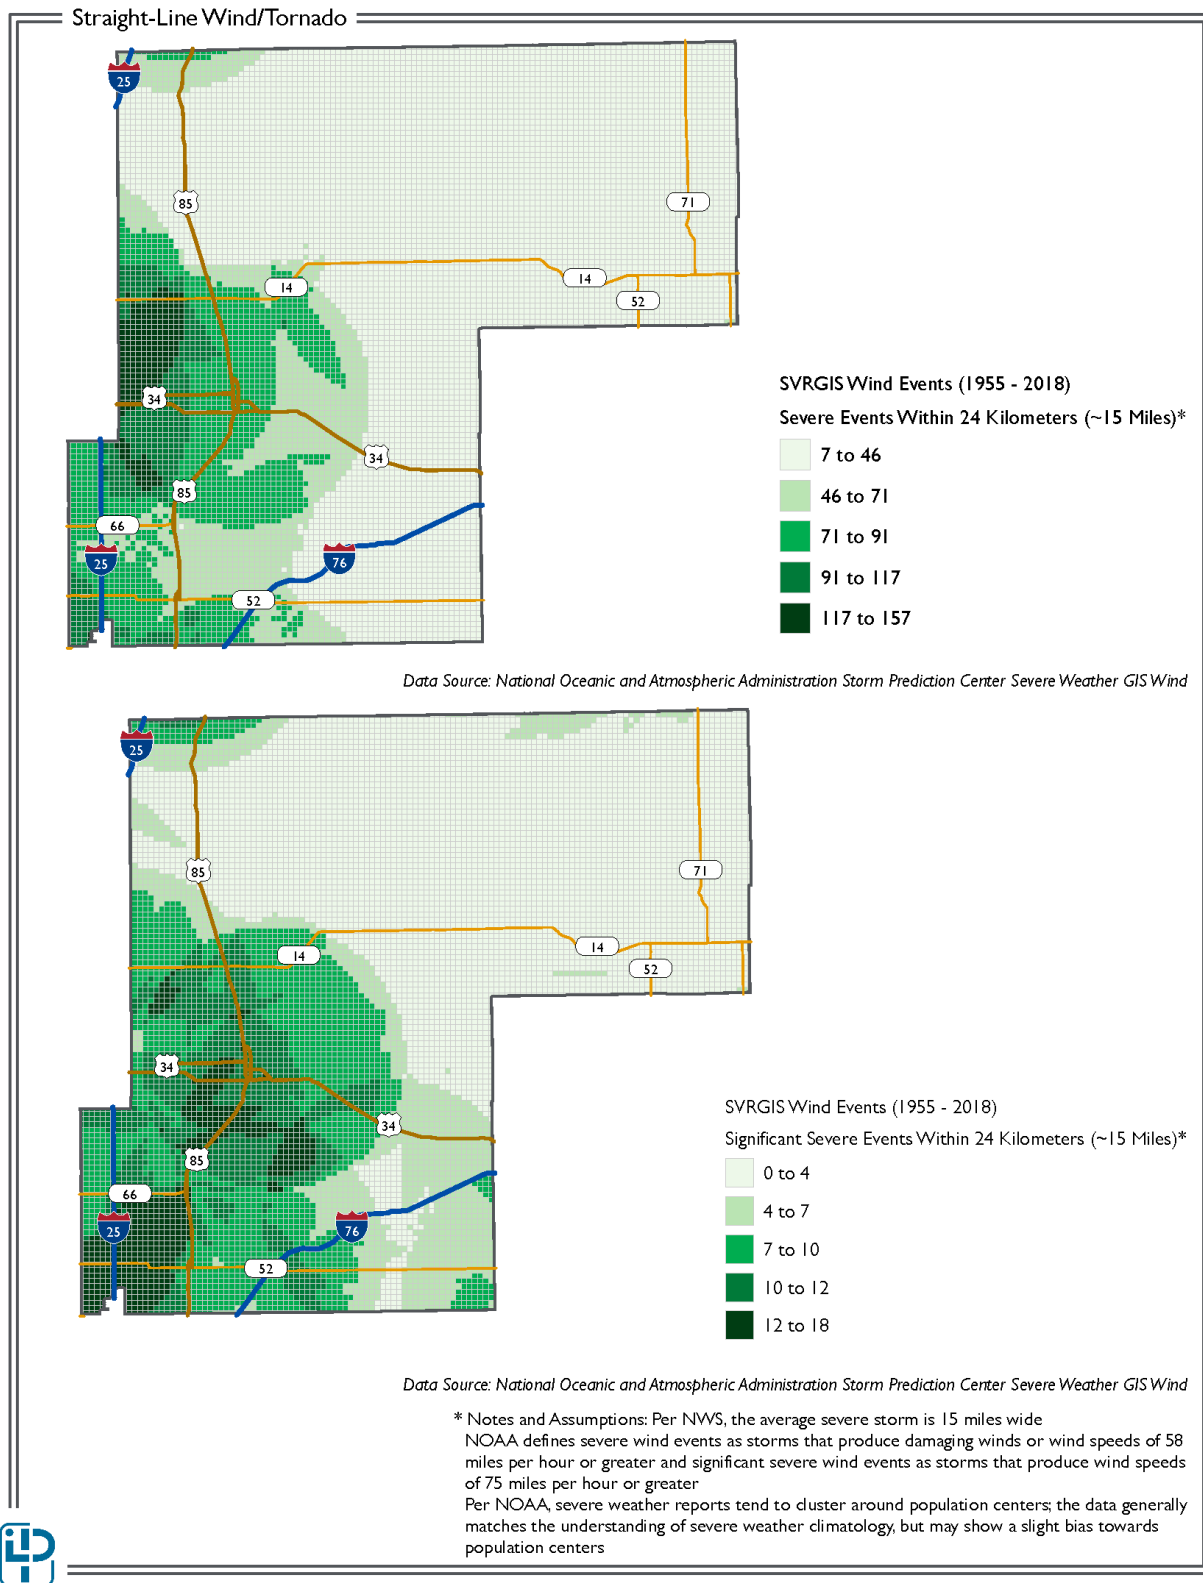 Straight-Line Wind/Tornado
25
85
71
14
14
52
34
34
85
66
25
76
52
SVRGIS Wind Events (1955 - 2018)
Severe Events Within 24 Kilometers (~15 Miles)*
7 to 46
46 to 71
71 to 91
91 to 117
117 to 157
Data Source: National Oceanic and Atmospheric Administration Storm Prediction Center Severe Weather GIS Wind
25
85
71
14
14
52
34
34
85
66
25
76
52
SVRGIS Wind Events (1955 - 2018)
Significant Severe Events Within 24 Kilometers (~15 Miles)*
0 to 4
4 to 7
7 to 10
10 to 12
12 to 18
Data Source: National Oceanic and Atmospheric Administration Storm Prediction Center Severe Weather GIS Wind
* Notes and Assumptions: Per NWS, the average severe storm is 15 miles wide
NOAA defines severe wind events as storms that produce damaging winds or wind speeds of 58
miles per hour or greater and significant severe wind events as storms that produce wind speeds
of 75 miles per hour or greater
Per NOAA, severe weather reports tend to cluster around population centers; the data generally
matches the understanding of severe weather climatology, but may show a slight bias towards
population centers